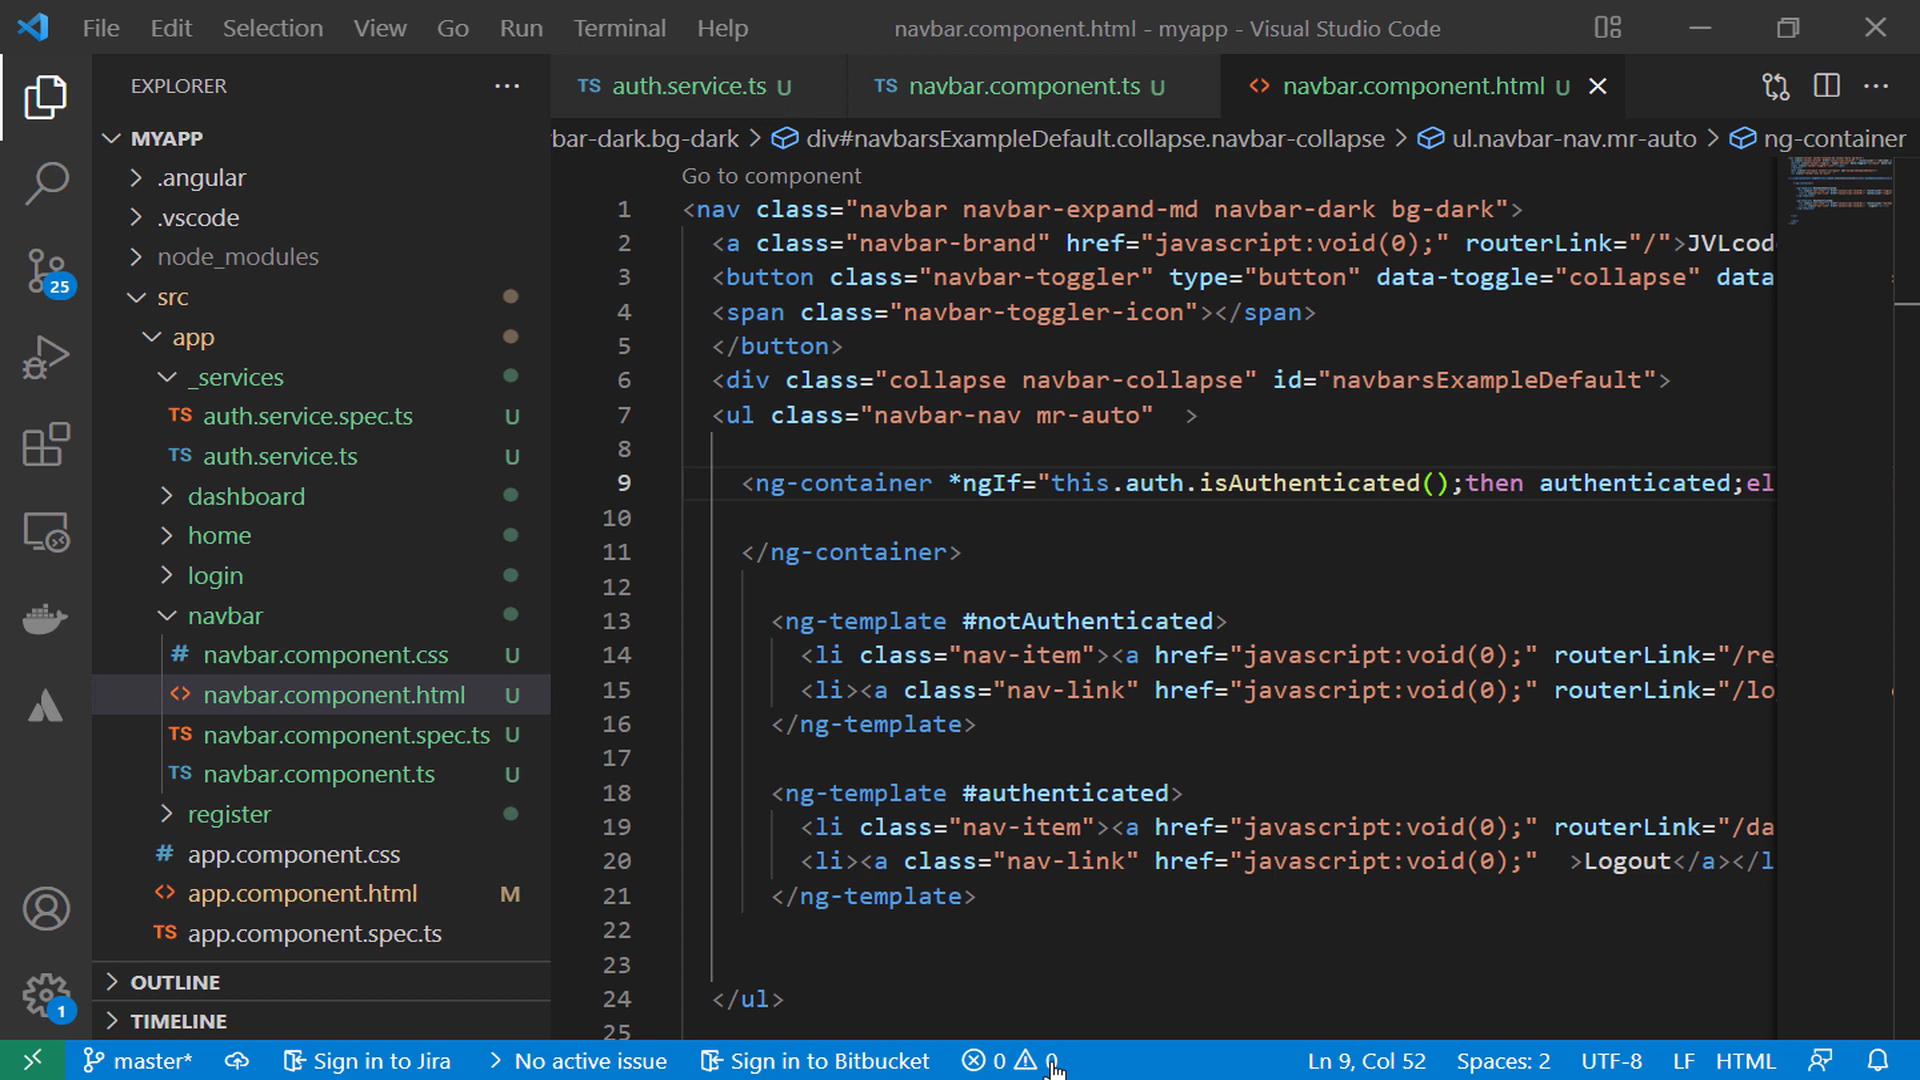 File Edit Selection View Go Run Terminal Help navbar.component.html - myapp - Visual Studio Code
EXPLORER
MYAPP
.angular
.vscode
node_modules
src
app
_services
TS auth.service.spec.ts U
TS auth.service.ts U
dashboard
home
login
navbar
# navbar.component.css U
<> navbar.component.html U
TS navbar.component.spec.ts U
TS navbar.component.ts U
register
# app.component.css
<> app.component.html M
TS app.component.spec.ts
OUTLINE
TIMELINE
25
1
TS auth.service.ts U TS navbar.component.ts U <> navbar.component.html U
bar-dark.bg-dark > div#navbarsExampleDefault.collapse.navbar-collapse > ul.navbar-nav.mr-auto > ng-container
Go to component
1 <nav class="navbar navbar-expand-md navbar-dark bg-dark">
2 <a class="navbar-brand" href="javascript:void(0);" routerLink="/">JVLcod
3 <button class="navbar-toggler" type="button" data-toggle="collapse" data
4 <span class="navbar-toggler-icon"></span>
5 </button>
6 <div class="collapse navbar-collapse" id="navbarsExampleDefault">
7 <ul class="navbar-nav mr-auto"  >
8
9 <ng-container *ngIf="this.auth.isAuthenticated();then authenticated;el
10
11 </ng-container>
12
13 <ng-template #notAuthenticated>
14 <li class="nav-item"><a href="javascript:void(0);" routerLink="/re
15 <li><a class="nav-link" href="javascript:void(0);" routerLink="/lo
16 </ng-template>
17
18 <ng-template #authenticated>
19 <li class="nav-item"><a href="javascript:void(0);" routerLink="/da
20 <li><a class="nav-link" href="javascript:void(0);"  >Logout</a></l
21 </ng-template>
22
23
24 </ul>
25
master* Sign in to Jira No active issue Sign in to Bitbucket 0 0 Ln 9, Col 52 Spaces: 2 UTF-8 LF HTML